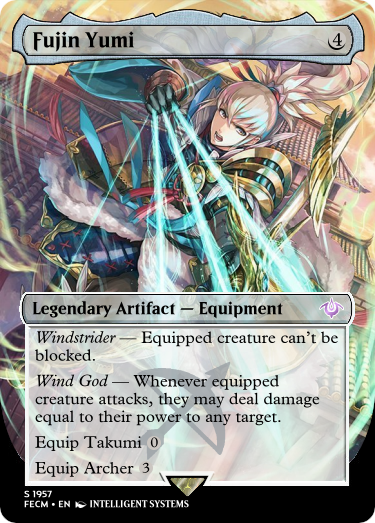 Fujin Yumi 4
Legendary Artifact — Equipment
Windstrider — Equipped creature can't be
blocked.
Wind God — Whenever equipped
creature attacks, they may deal damage
equal to their power to any target.
Equip Takumi 0
Equip Archer 3
S 1957
FECM • EN INTELLIGENT SYSTEMS